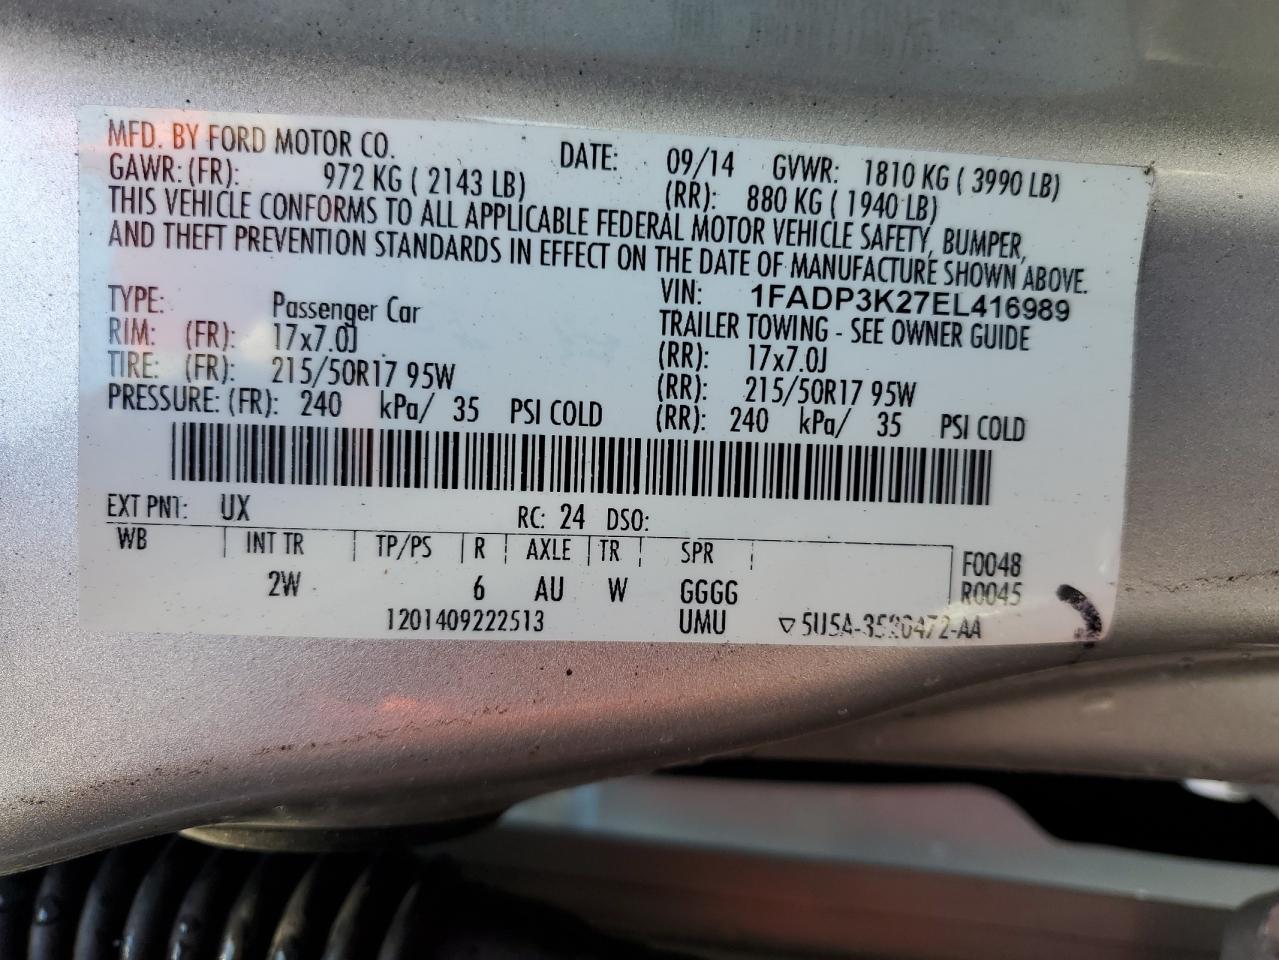 MFD. BY FORD MOTOR CO. DATE: 09/14 GVWR: 1810 KG ( 3990 LB)
GAWR: (FR): 972 KG ( 2143 LB) (RR): 880 KG ( 1940 LB)
THIS VEHICLE CONFORMS TO ALL APPLICABLE FEDERAL MOTOR VEHICLE SAFETY, BUMPER,
AND THEFT PREVENTION STANDARDS IN EFFECT ON THE DATE OF MANUFACTURE SHOWN ABOVE.
VIN: 1FADP3K27EL416989
TYPE: Passenger Car TRAILER TOWING - SEE OWNER GUIDE
RIM: (FR): 17x7.0J (RR): 17x7.0J
TIRE: (FR): 215/50R17 95W (RR): 215/50R17 95W
PRESSURE: (FR): 240 kPa/ 35 PSI COLD (RR): 240 kPa/ 35 PSI COLD
EXT PNT: UX RC: 24 DSO:
WB INT TR TP/PS R AXLE TR SPR F0048
2W 6 AU W GGGG R0045
1201409222513 UMU ▽ 5U5A-3520472-AA